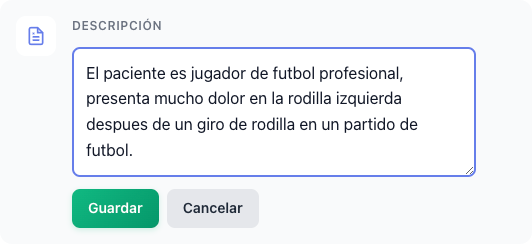 DESCRIPCIÓN
El paciente es jugador de futbol profesional,
presenta mucho dolor en la rodilla izquierda
despues de un giro de rodilla en un partido de
futbol.
Guardar Cancelar